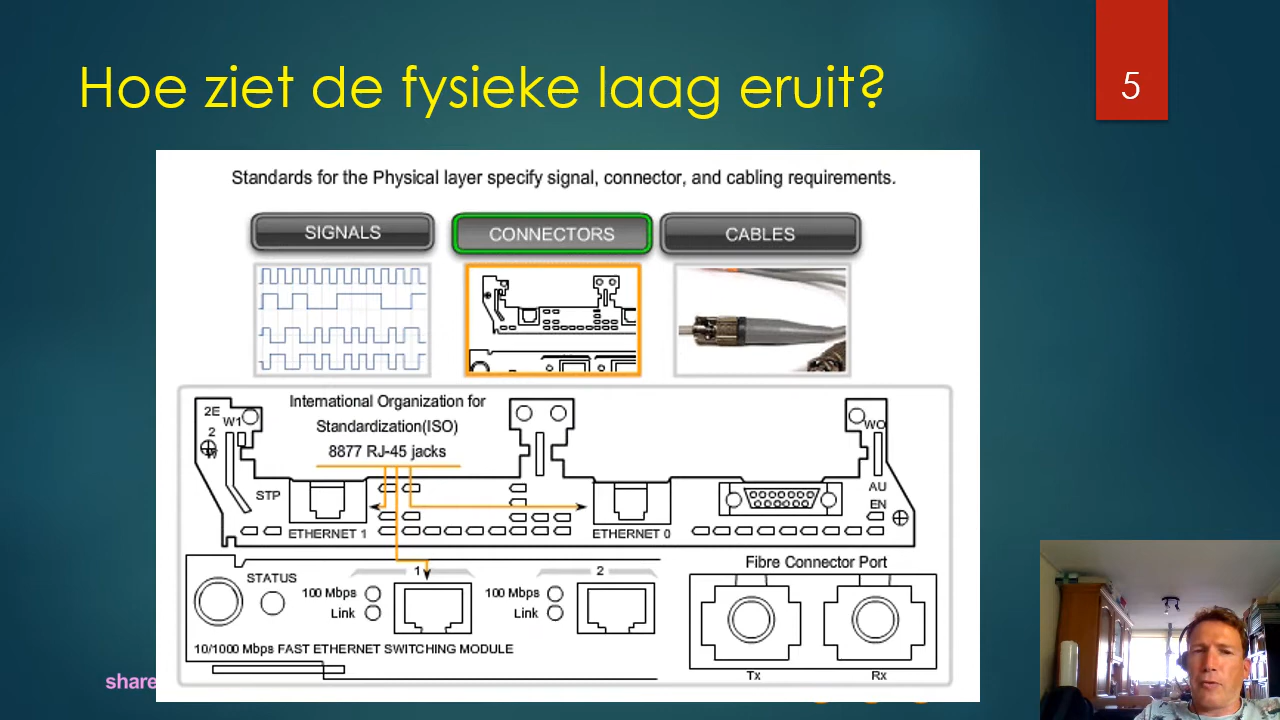 Hoe ziet de fysieke laag eruit?
5
Standards for the Physical layer specify signal, connector, and cabling requirements.
SIGNALS
CONNECTORS
CABLES
International Organization for
Standardization(ISO)
8877 RJ-45 jacks
2E
W1
2
WO
STP
AU
EN
ETHERNET 1
ETHERNET 0
Fibre Connector Port
STATUS
1
2
100 Mbps
Link
100 Mbps
Link
10/1000 Mbps FAST ETHERNET SWITCHING MODULE
Tx
Rx
share